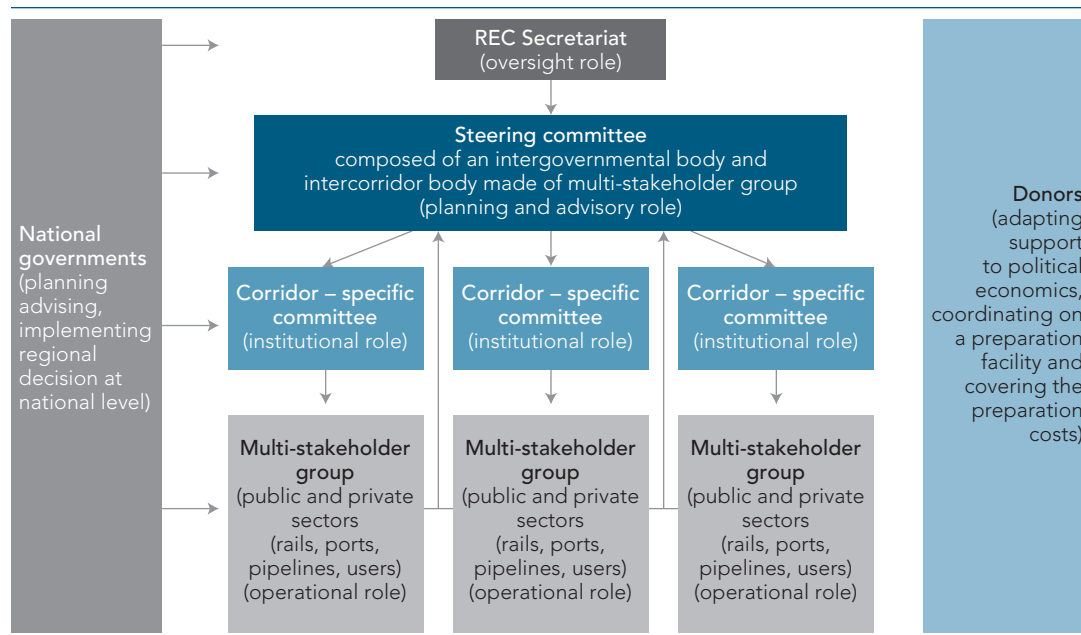 REC Secretariat
(oversight role)
Steering committee
composed of an intergovernmental body and
intercorridor body made of multi-stakeholder group
(planning and advisory role)
National
governments
(planning
advising,
implementing
regional
decision at
national level)
Corridor – specific
committee
(institutional role)
Corridor – specific
committee
(institutional role)
Corridor – specific
committee
(institutional role)
Multi-stakeholder
group
(public and private
sectors
(rails, ports,
pipelines, users)
(operational role)
Multi-stakeholder
group
(public and private
sectors
(rails, ports,
pipelines, users)
(operational role)
Multi-stakeholder
group
(public and private
sectors
(rails, ports,
pipelines, users)
(operational role)
Donors
(adapting
support
to political
economics,
coordinating on
a preparation
facility and
covering the
preparation
costs)